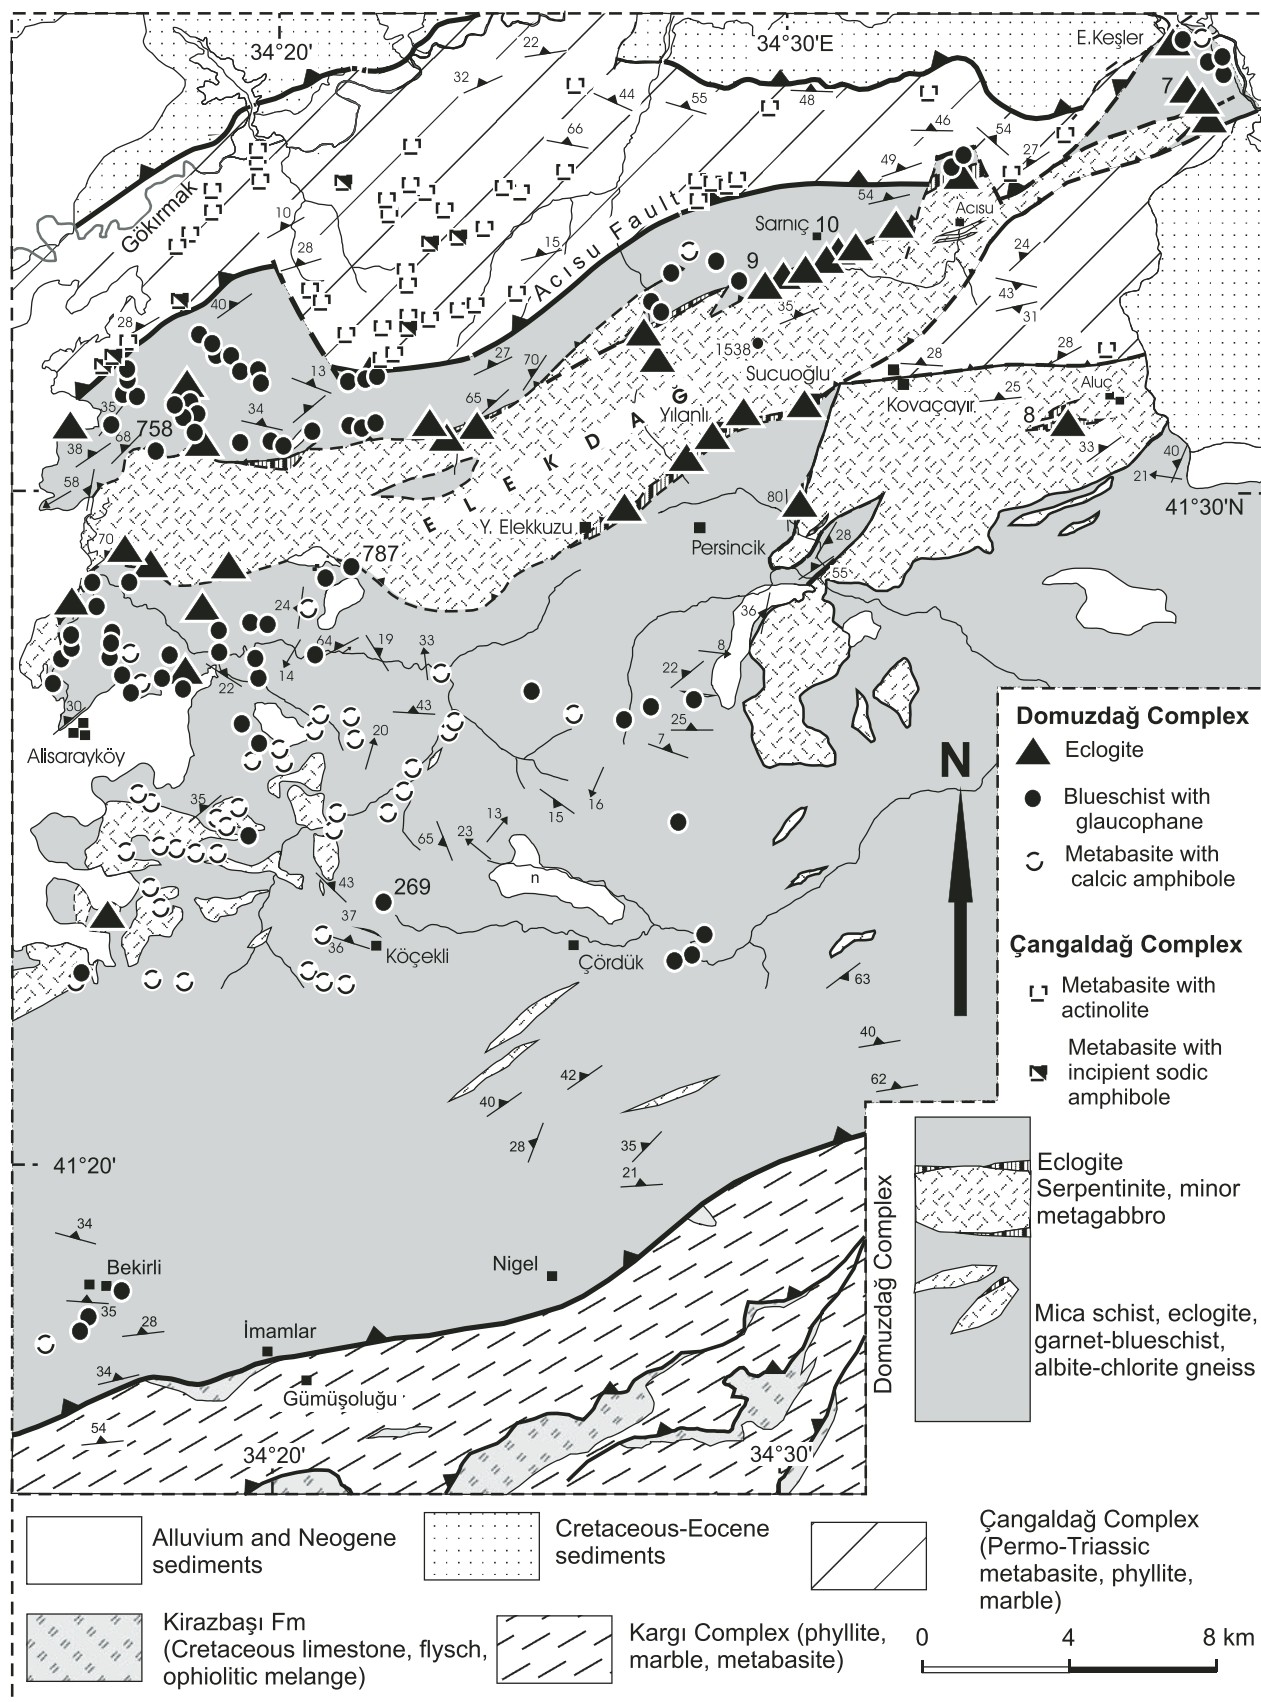 34°20'
34°30'E
E.Keşler
22
32
44
55
48
7
66
46
54
27
49
54
Gökırmak
10
28
15
Acısu Fault
Sarnıç
10
Acısu
9
24
40
28
35
43
31
1538
27
70
13
Sucuoğlu
28
28
35
34
65
Yılanlı
Kovaçayır
25
Aluç
758
68
8
38
33
ELEKDAĞ
40
58
21
80
41°30'N
Y. Elekkuzu
Persincik
28
70
787
55
24
36
64
19
33
8
14
22
22
30
43
20
25
7
Alisarayköy
35
16
15
13
23
65
n
43
269
37
36
Köçekli
Çördük
63
40
42
62
40
28
35
21
41°20'
34
Bekirli
Nigel
35
28
İmamlar
34
Gümüşoluğu
54
34°20'
34°30'
N
Domuzdağ Complex
Eclogite
Blueschist with
glaucophane
Metabasite with
calcic amphibole
Çangaldağ Complex
Metabasite with
actinolite
Metabasite with
incipient sodic
amphibole
Domuzdağ Complex
Eclogite
Serpentinite, minor
metagabbro
Mica schist, eclogite,
garnet-blueschist,
albite-chlorite gneiss
Alluvium and Neogene
sediments
Cretaceous-Eocene
sediments
Çangaldağ Complex
(Permo-Triassic
metabasite, phyllite,
marble)
Kirazbaşı Fm
(Cretaceous limestone, flysch,
ophiolitic melange)
Kargı Complex (phyllite,
marble, metabasite)
0 4 8 km